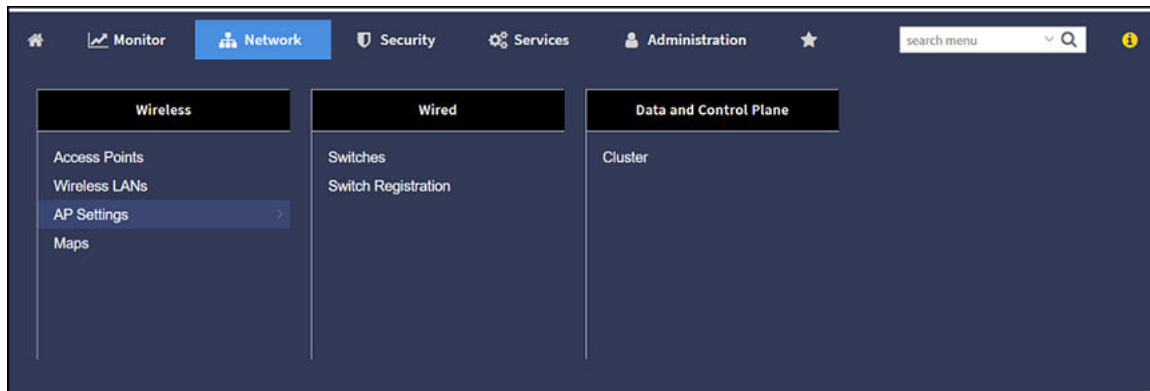 Monitor Network Security Services Administration search menu
Wireless Wired Data and Control Plane
Access Points Switches Cluster
Wireless LANs Switch Registration
AP Settings
Maps